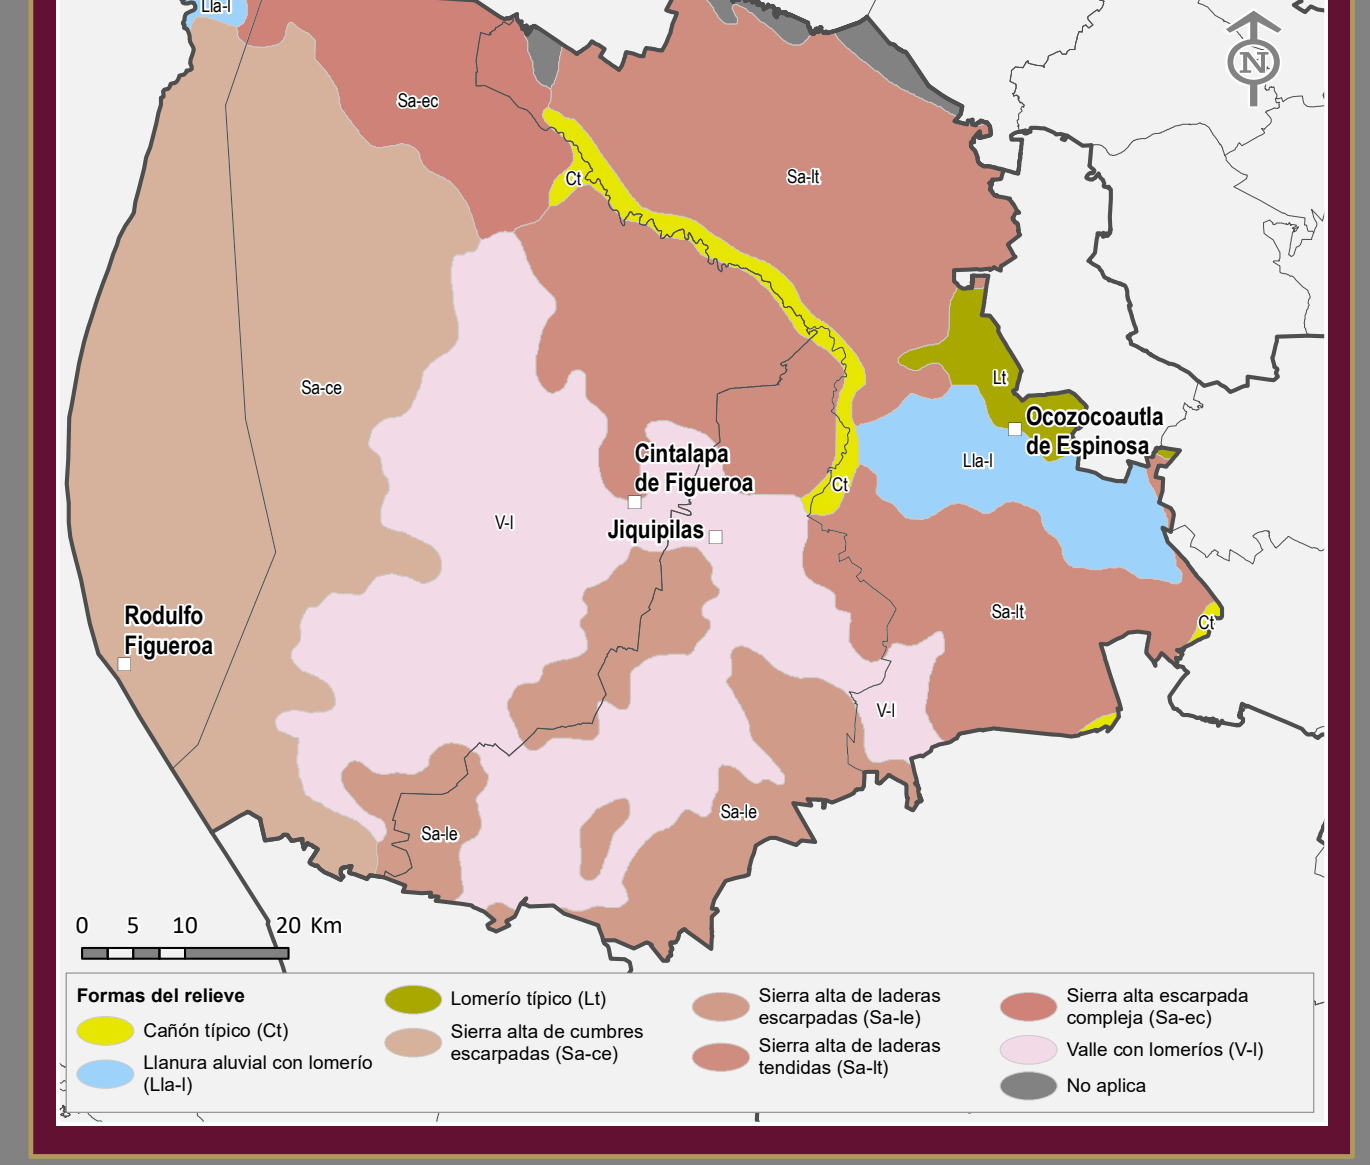 Lla-l
N
Sa-ec
Sa-lt
Ct
Sa-ce
Lt
Ocozocoautla
de Espinosa
Cintalapa
de Figueroa
Lla-l
Ct
V-l
Jiquipilas
Rodulfo
Figueroa
Sa-lt
Ct
V-l
Sa-le
Sa-le
0 5 10 20 Km
Formas del relieve
Cañón típico (Ct)
Llanura aluvial con lomerío
(Lla-l)
Lomerío típico (Lt)
Sierra alta de cumbres
escarpadas (Sa-ce)
Sierra alta de laderas
escarpadas (Sa-le)
Sierra alta de laderas
tendidas (Sa-lt)
Sierra alta escarpada
compleja (Sa-ec)
Valle con lomeríos (V-l)
No aplica